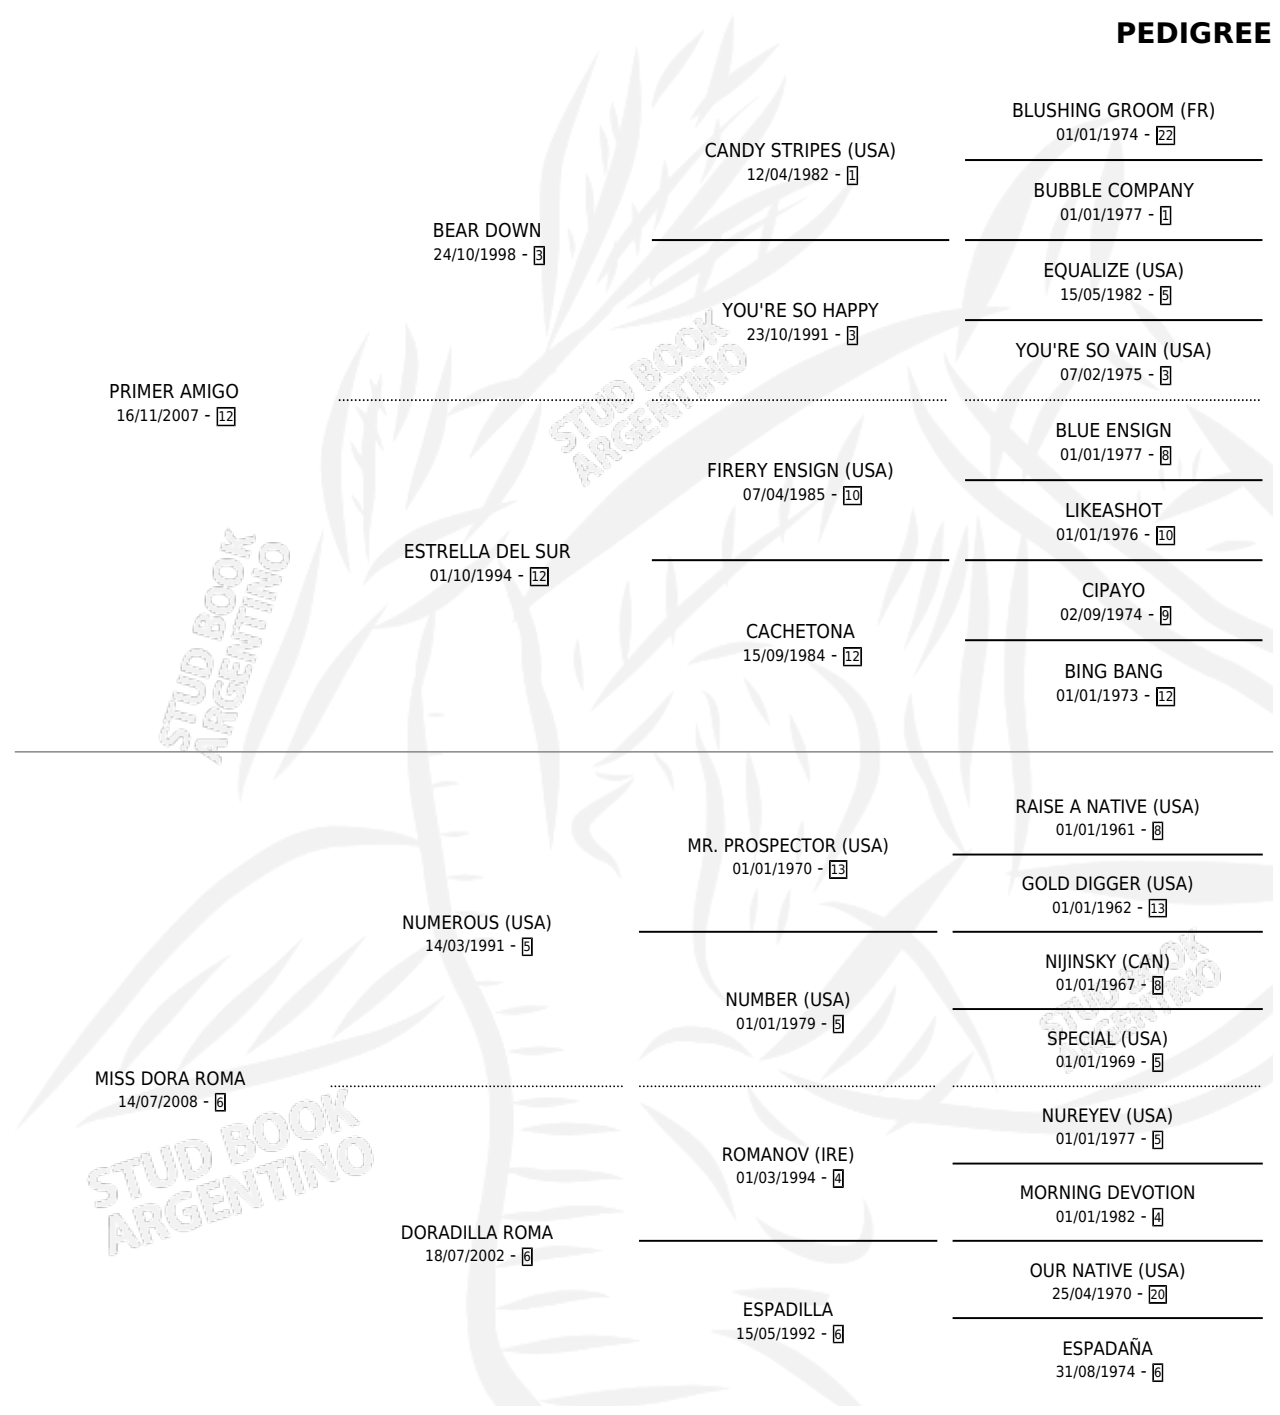 PEDIGREE
BLUSHING GROOM (FR)
01/01/1974 - 22
CANDY STRIPES (USA)
12/04/1982 - 1
BUBBLE COMPANY
01/01/1977 - 1
BEAR DOWN
24/10/1998 - 3
EQUALIZE (USA)
15/05/1982 - 5
YOU'RE SO HAPPY
23/10/1991 - 3
YOU'RE SO VAIN (USA)
07/02/1975 - 3
PRIMER AMIGO
16/11/2007 - 12
BLUE ENSIGN
01/01/1977 - 8
FIRERY ENSIGN (USA)
07/04/1985 - 10
LIKEASHOT
01/01/1976 - 10
ESTRELLA DEL SUR
01/10/1994 - 12
CIPAYO
02/09/1974 - 9
CACHETONA
15/09/1984 - 12
BING BANG
01/01/1973 - 12
RAISE A NATIVE (USA)
01/01/1961 - 8
MR. PROSPECTOR (USA)
01/01/1970 - 13
GOLD DIGGER (USA)
01/01/1962 - 13
NUMEROUS (USA)
14/03/1991 - 5
NIJINSKY (CAN)
01/01/1967 - 8
NUMBER (USA)
01/01/1979 - 5
SPECIAL (USA)
01/01/1969 - 5
MISS DORA ROMA
14/07/2008 - 6
NUREYEV (USA)
01/01/1977 - 5
ROMANOV (IRE)
01/03/1994 - 4
MORNING DEVOTION
01/01/1982 - 4
DORADILLA ROMA
18/07/2002 - 6
OUR NATIVE (USA)
25/04/1970 - 20
ESPADILLA
15/05/1992 - 6
ESPADAÑA
31/08/1974 - 6
STUD BOOK
ARGENTINO
STUD BOOK
ARGENTINO
STUD BOOK
ARGENTINO
STUD BOOK
ARGENTINO